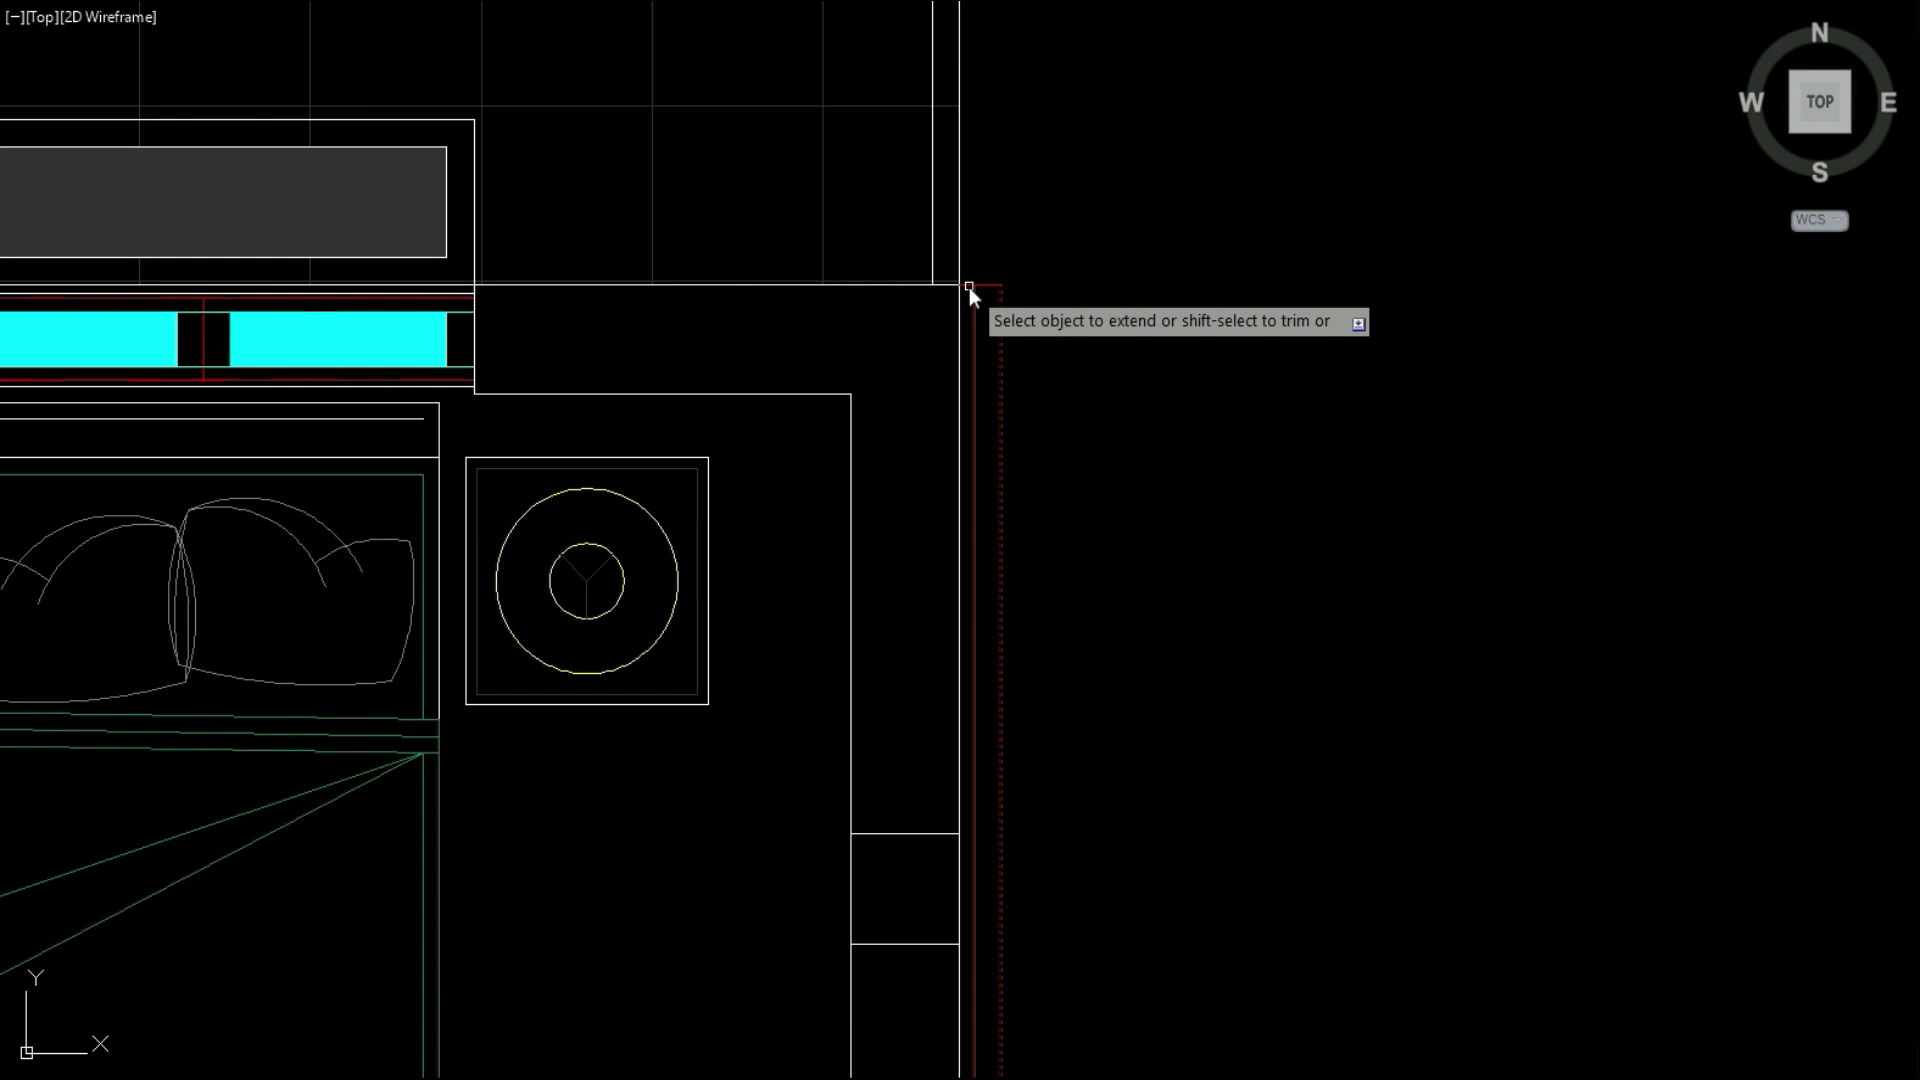 [−][Top][2D Wireframe]
N
W
TOP
E
S
WCS
Select object to extend or shift-select to trim or
Y
X